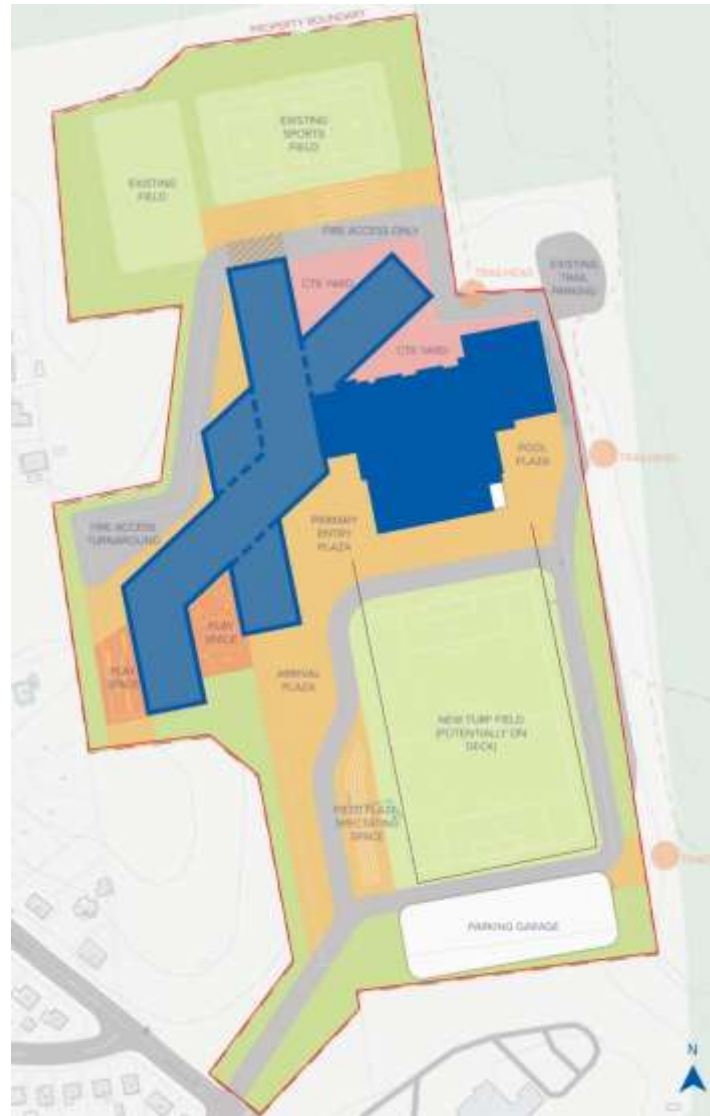 PROPERTY BOUNDARY
EXISTING
SPORTS
FIELD
EXISTING
FIELD
FIRE ACCESS ONLY
TRAILHEAD
EXISTING
TRAIL
PARKING
CTE YARD
CTE YARD
POOL
PLAZA
TRAILHEAD
FIRE ACCESS
TURNAROUND
PRIMARY
ENTRY
PLAZA
PLAY
SPACE
PLAY
SPACE
ARRIVAL
PLAZA
NEW TURF FIELD
(POTENTIALLY ON
DECK)
FIELD PLAZA
SPECTATING
SPACE
PARKING GARAGE
N